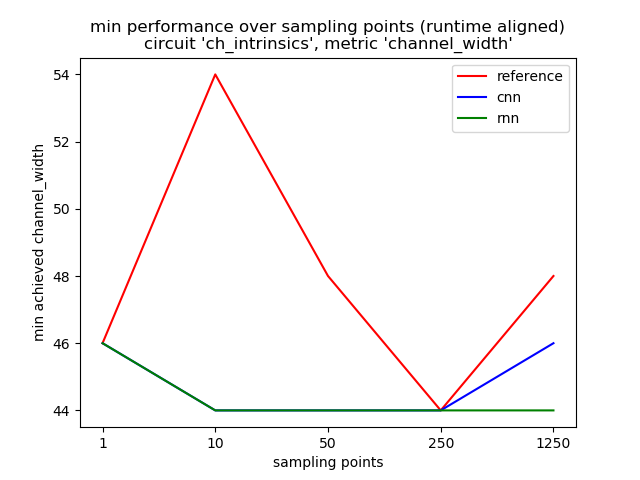 min performance over sampling points (runtime aligned)
circuit 'ch_intrinsics', metric 'channel_width'
reference
cnn
rnn
54
52
50
48
46
44
min achieved channel_width
1
10
50
250
1250
sampling points